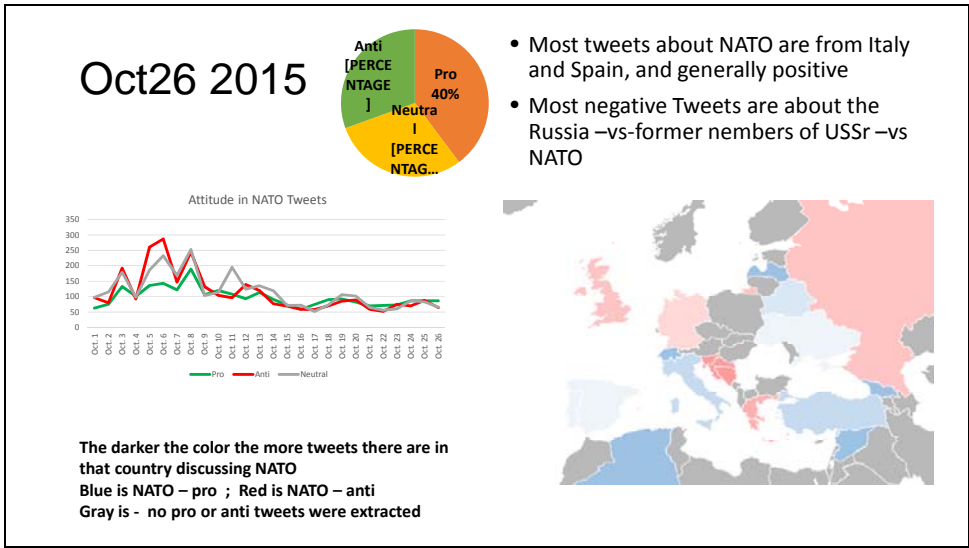 Oct26 2015
Anti
[PERCE
NTAGE
]
Pro
40%
Neutra
l
[PERCE
NTAG...
• Most tweets about NATO are from Italy
and Spain, and generally positive
• Most negative Tweets are about the
Russia –vs-former nembers of USSr –vs
NATO
Attitude in NATO Tweets
350
300
250
200
150
100
50
0
Oct. 1
Oct. 2
Oct. 3
Oct. 4
Oct. 5
Oct. 6
Oct. 7
Oct. 8
Oct. 9
Oct. 10
Oct. 11
Oct. 12
Oct. 13
Oct. 14
Oct. 15
Oct. 16
Oct. 17
Oct. 18
Oct. 19
Oct. 20
Oct. 21
Oct. 22
Oct. 23
Oct. 24
Oct. 25
Oct. 26
Pro Anti Neutral
The darker the color the more tweets there are in
that country discussing NATO
Blue is NATO – pro ; Red is NATO – anti
Gray is - no pro or anti tweets were extracted